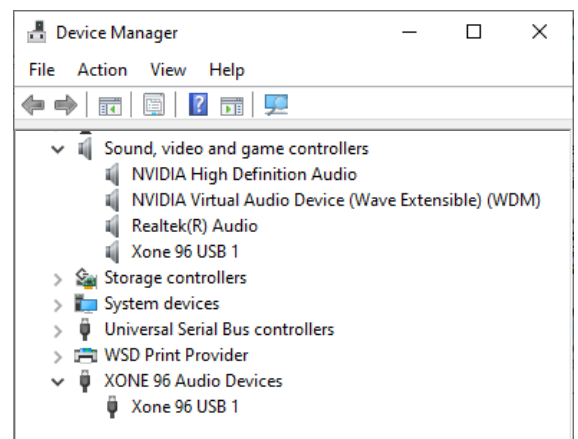 Device Manager
File Action View Help
Sound, video and game controllers
NVIDIA High Definition Audio
NVIDIA Virtual Audio Device (Wave Extensible) (WDM)
Realtek(R) Audio
Xone 96 USB 1
Storage controllers
System devices
Universal Serial Bus controllers
WSD Print Provider
XONE 96 Audio Devices
Xone 96 USB 1